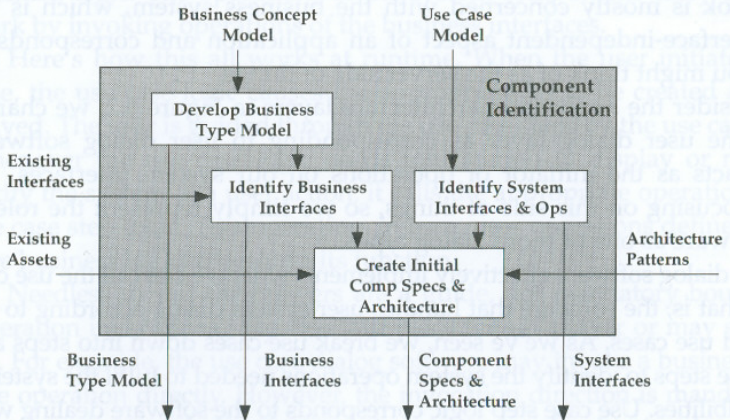 Business Concept
Model
Use Case
Model
Component
Identification
Develop Business
Type Model
Existing
Interfaces
Identify Business
Interfaces
Identify System
Interfaces & Ops
Existing
Assets
Create Initial
Comp Specs &
Architecture
Architecture
Patterns
Business
Type Model
Business
Interfaces
Component
Specs &
Architecture
System
Interfaces